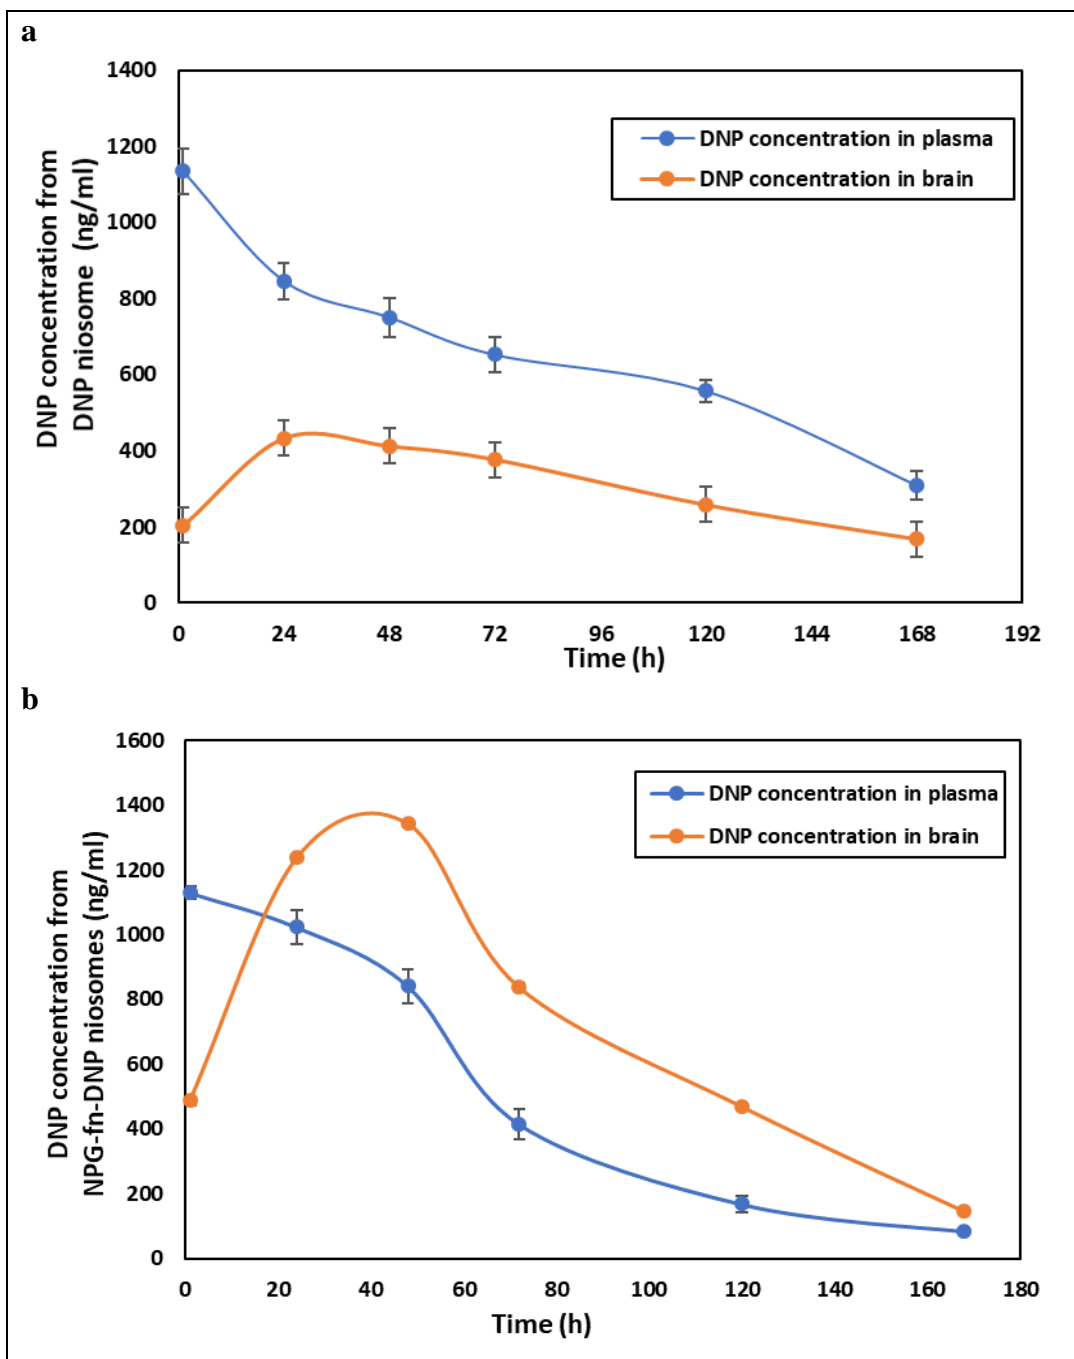 a
1400
1200
1000
800
600
400
200
0
DNP concentration from
DNP niosome (ng/ml)
DNP concentration in plasma
DNP concentration in brain
0 24 48 72 96 120 144 168 192
Time (h)
b
1600
1400
1200
1000
800
600
400
200
0
DNP concentration from
NPG-fn-DNP niosomes (ng/ml)
DNP concentration in plasma
DNP concentration in brain
0 20 40 60 80 100 120 140 160 180
Time (h)